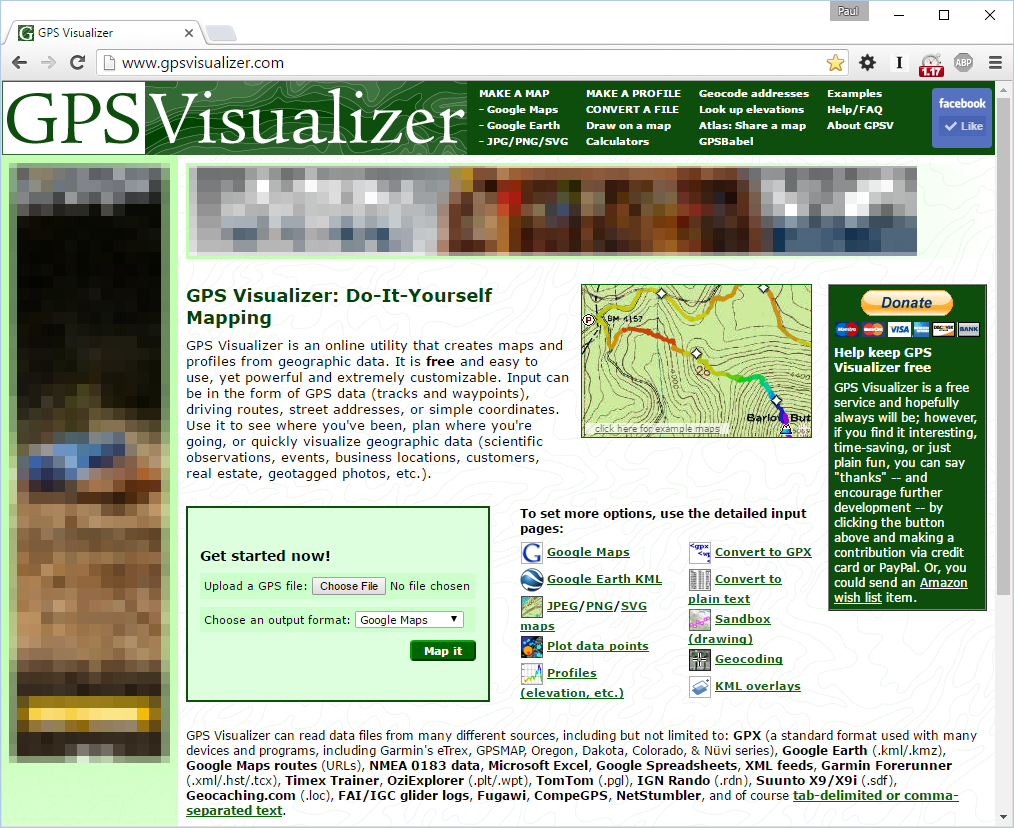 Paul
GPS Visualizer
www.gpsvisualizer.com
1.17
ABP
GPSVisualizer
MAKE A MAP
- Google Maps
- Google Earth
- JPG/PNG/SVG
MAKE A PROFILE
CONVERT A FILE
Draw on a map
Calculators
Geocode addresses
Look up elevations
Atlas: Share a map
GPSBabel
Examples
Help/FAQ
About GPSV
facebook
Like
GPS Visualizer: Do-It-Yourself
Mapping
GPS Visualizer is an online utility that creates maps and
profiles from geographic data. It is free and easy to
use, yet powerful and extremely customizable. Input can
be in the form of GPS data (tracks and waypoints),
driving routes, street addresses, or simple coordinates.
Use it to see where you've been, plan where you're
going, or quickly visualize geographic data (scientific
observations, events, business locations, customers,
real estate, geotagged photos, etc.).
P
BM 4157
26
Barlow But
click here for example maps
Donate
VISA
BANK
Help keep GPS
Visualizer free
GPS Visualizer is a free
service and hopefully
always will be; however,
if you find it interesting,
time-saving, or just
plain fun, you can say
"thanks" -- and
encourage further
development -- by
clicking the button
above and making a
contribution via credit
card or PayPal. Or, you
could send an Amazon
wish list item.
Get started now!
Upload a GPS file: Choose File No file chosen
Choose an output format: Google Maps
Map it
To set more options, use the detailed input
pages:
Google Maps
Google Earth KML
JPEG/PNG/SVG
maps
Plot data points
Profiles
(elevation, etc.)
Convert to GPX
Convert to
plain text
Sandbox
(drawing)
Geocoding
KML overlays
GPS Visualizer can read data files from many different sources, including but not limited to: GPX (a standard format used with many
devices and programs, including Garmin's eTrex, GPSMAP, Oregon, Dakota, Colorado, & Nüvi series), Google Earth (.kml/.kmz),
Google Maps routes (URLs), NMEA 0183 data, Microsoft Excel, Google Spreadsheets, XML feeds, Garmin Forerunner
(.xml/.hst/.tcx), Timex Trainer, OziExplorer (.plt/.wpt), TomTom (.pgl), IGN Rando (.rdn), Suunto X9/X9i (.sdf),
Geocaching.com (.loc), FAI/IGC glider logs, Fugawi, CompeGPS, NetStumbler, and of course tab-delimited or comma-
separated text.